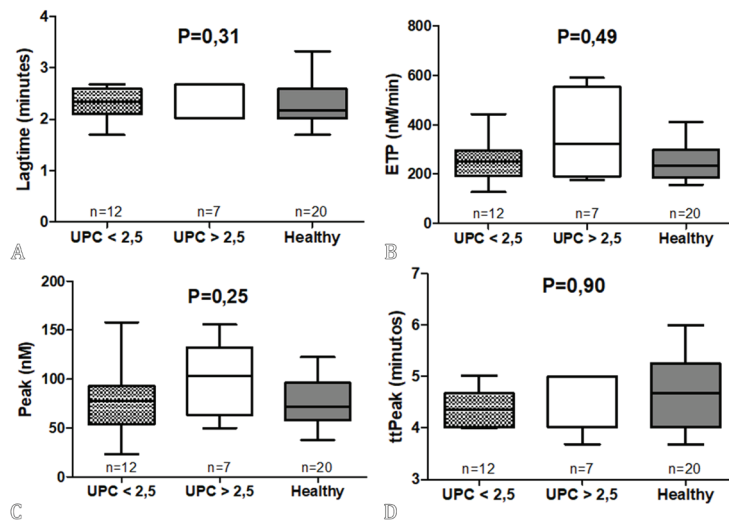 4
P=0,31
3
Lagtime (minutes)
2
1
n=12 n=7 n=20
0
UPC < 2,5 UPC > 2,5 Healthy
A
800
P=0,49
600
ETP (nM/min)
400
200
n=12 n=7 n=20
0
UPC < 2,5 UPC > 2,5 Healthy
B
200
P=0,25
150
Peak (nM)
100
50
n=12 n=7 n=20
0
UPC < 2,5 UPC > 2,5 Healthy
C
7
P=0,90
6
ttPeak (minutos)
5
4
n=12 n=7 n=20
3
UPC < 2,5 UPC > 2,5 Healthy
D